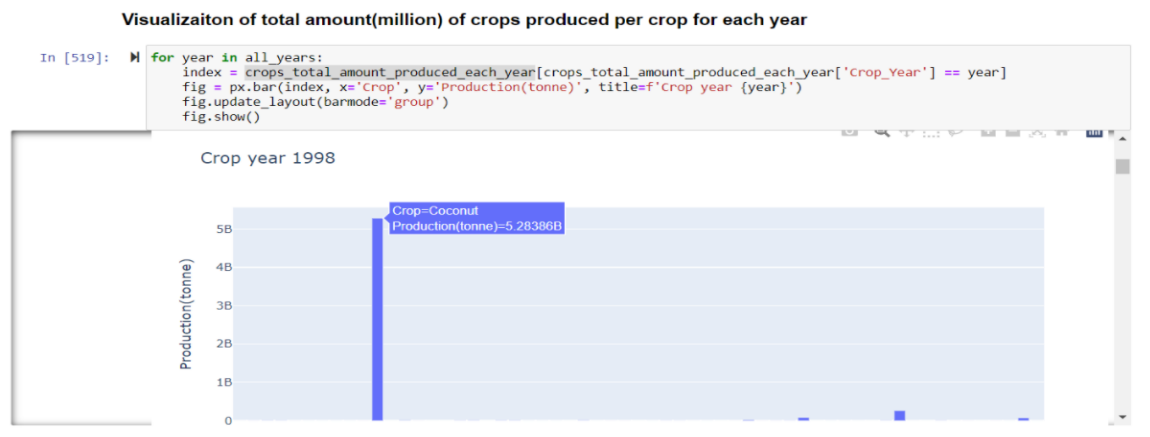 Visualizaiton of total amount(million) of crops produced per crop for each year
In [519]:
for year in all_years:
    index = crops_total_amount_produced_each_year[crops_total_amount_produced_each_year['Crop_Year'] == year]
    fig = px.bar(index, x='Crop', y='Production(tonne)', title=f'Crop year {year}')
    fig.update_layout(barmode='group')
    fig.show()
Crop year 1998
Crop=Coconut
Production(tonne)=5.28386B
5B
4B
3B
2B
1B
0
Production(tonne)